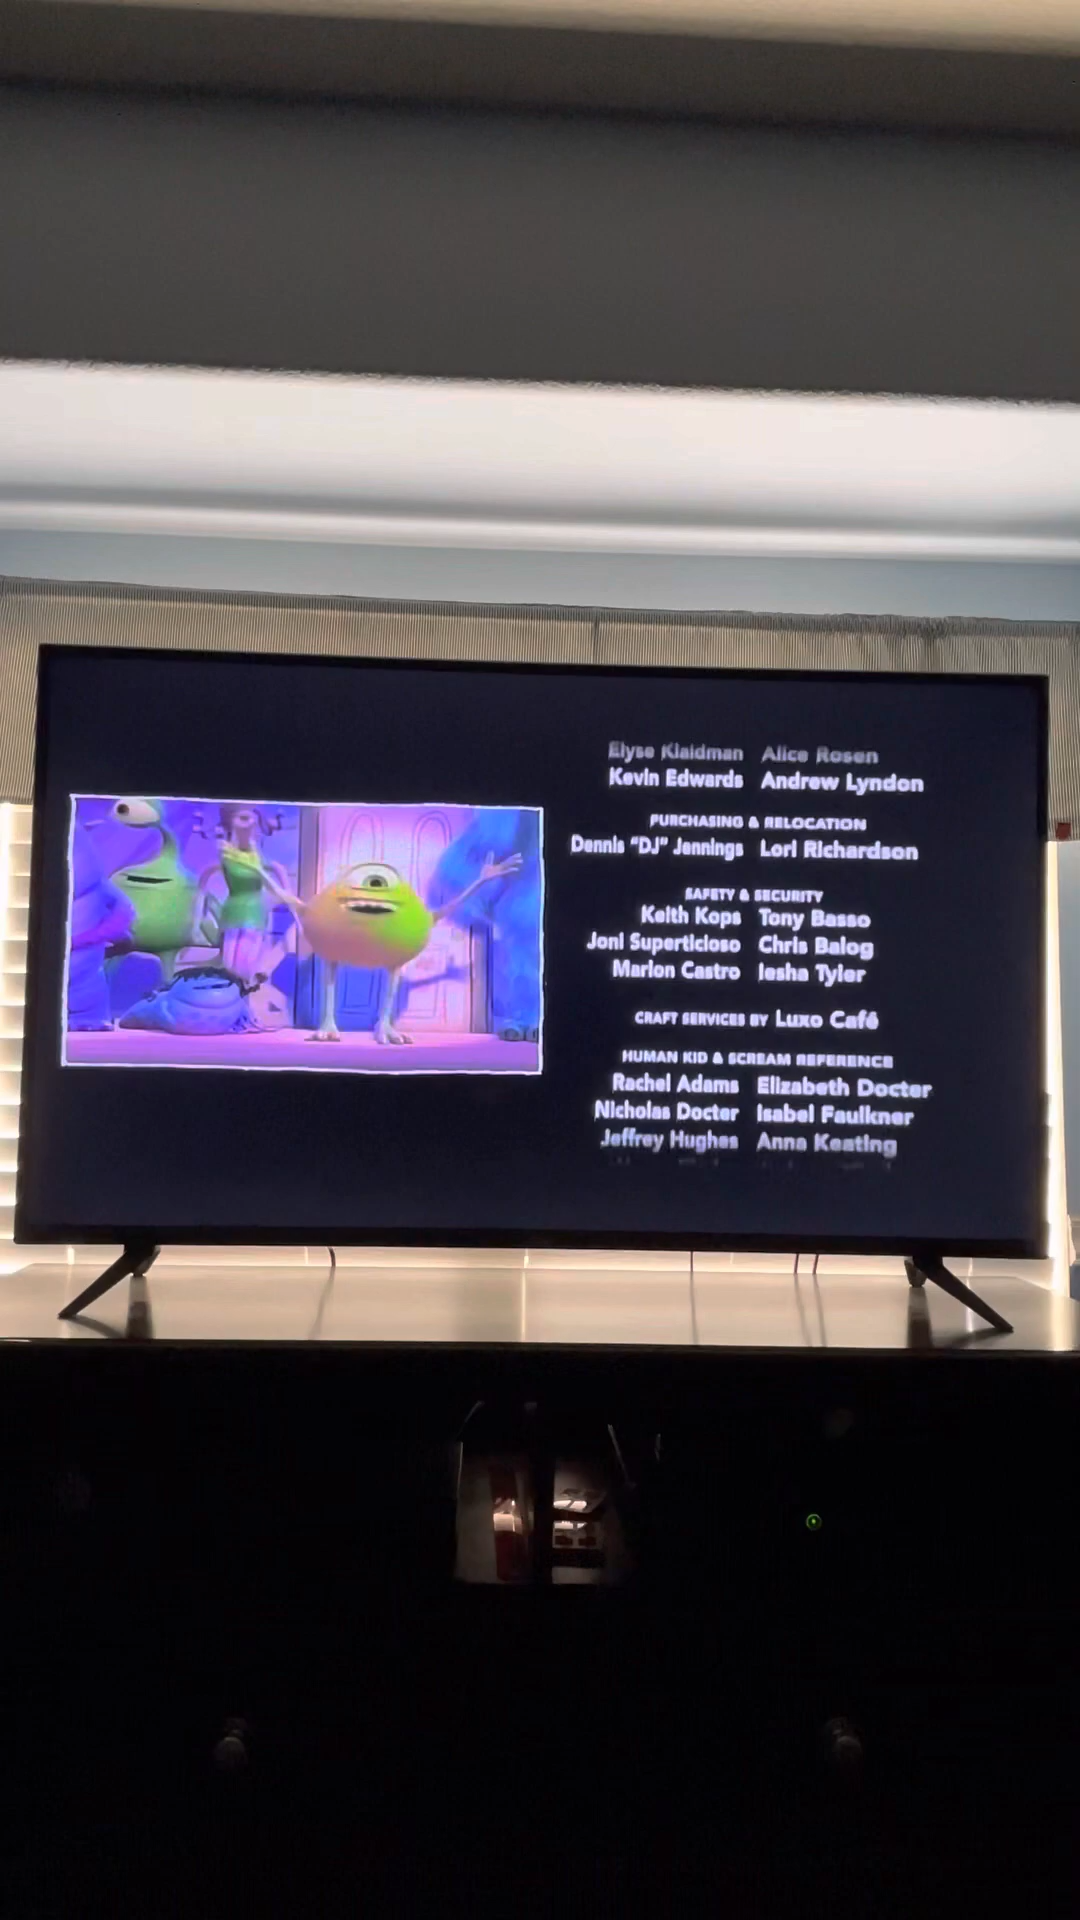 Elyse Klaidman Alice Rosen
Kevin Edwards Andrew Lyndon
PURCHASING & RELOCATION
Dennis "DJ" Jennings Lori Richardson
SAFETY & SECURITY
Keith Kops Tony Basso
Joni Superticioso Chris Balog
Marlon Castro Iesha Tyler
CRAFT SERVICES BY Luxo Café
HUMAN KID & SCREAM REFERENCE
Rachel Adams Elizabeth Docter
Nicholas Docter Isabel Faulkner
Jeffrey Hughes Anna Keating